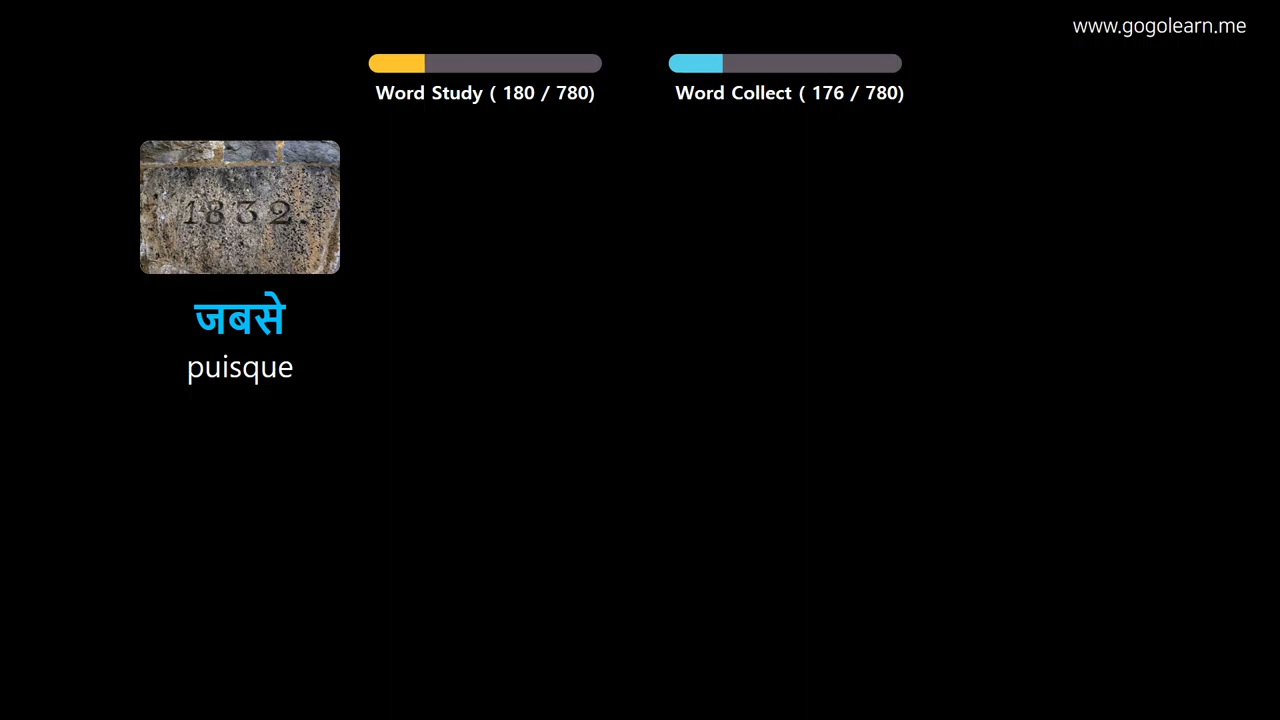 www.gogolearn.me
Word Study ( 180 / 780)
Word Collect ( 176 / 780)
1832.
जबसे
puisque